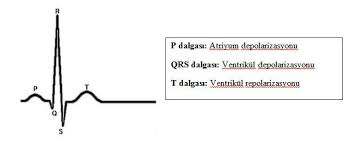 R
P
T
Q
S
P dalgası: Atriyum depolarizasyonu
QRS dalgası: Ventrikül depolarizasyonu
T dalgası: Ventrikül repolarizasyonu